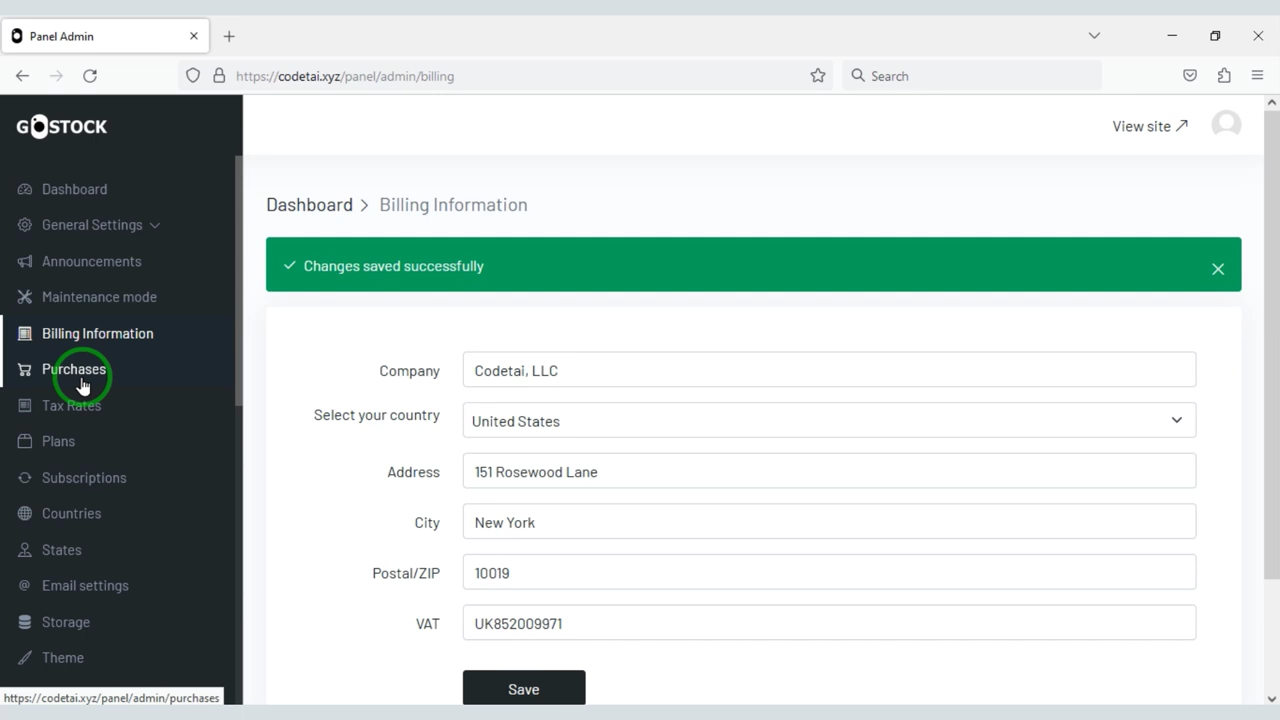 Panel Admin
https://codetai.xyz/panel/admin/billing
Search
GOSTOCK
View site
Dashboard
General Settings
Announcements
Maintenance mode
Billing Information
Purchases
Tax Rates
Plans
Subscriptions
Countries
States
Email settings
Storage
Theme
Dashboard > Billing Information
Changes saved successfully
Company Codetai, LLC
Select your country United States
Address 151 Rosewood Lane
City New York
Postal/ZIP 10019
VAT UK852009971
Save
https://codetai.xyz/panel/admin/purchases